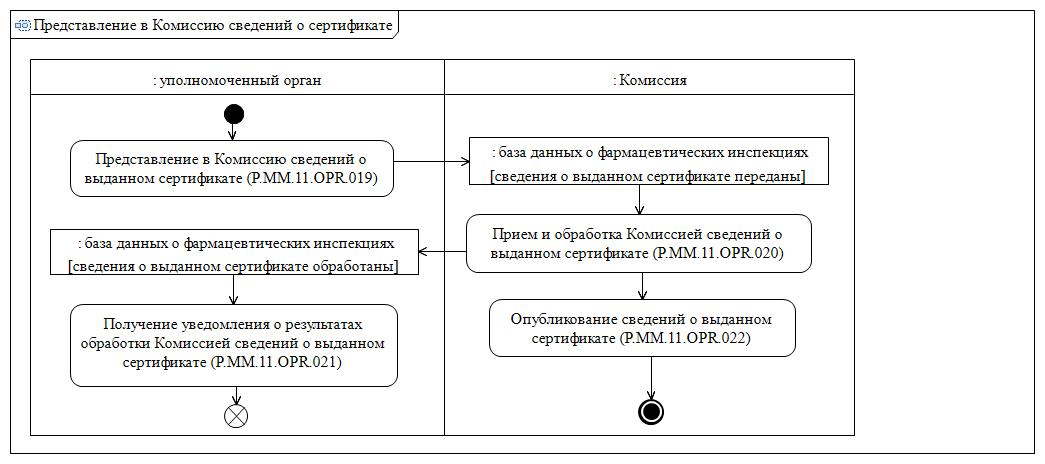 Представление в Комиссию сведений о сертификате
: уполномоченный орган
: Комиссия
Представление в Комиссию сведений о
выданном сертификате (P.MM.11.OPR.019)
: база данных о фармацевтических инспекциях
[сведения о выданном сертификате переданы]
Прием и обработка Комиссией сведений о
выданном сертификате (P.MM.11.OPR.020)
: база данных о фармацевтических инспекциях
[сведения о выданном сертификате обработаны]
Получение уведомления о результатах
обработки Комиссией сведений о выданном
сертификате (P.MM.11.OPR.021)
Опубликование сведений о выданном
сертификате (P.MM.11.OPR.022)